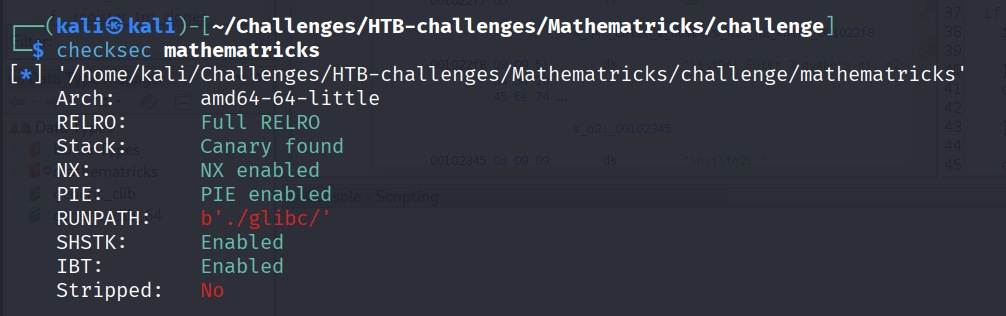 ┌──(kali㉿kali)-[~/Challenges/HTB-challenges/Mathematricks/challenge]
└─$ checksec mathematricks
[*] '/home/kali/Challenges/HTB-challenges/Mathematricks/challenge/mathematricks'
    Arch:       amd64-64-little
    RELRO:      Full RELRO
    Stack:      Canary found
    NX:         NX enabled
    PIE:        PIE enabled
    RUNPATH:    b'./glibc/'
    SHSTK:      Enabled
    IBT:        Enabled
    Stripped:   No